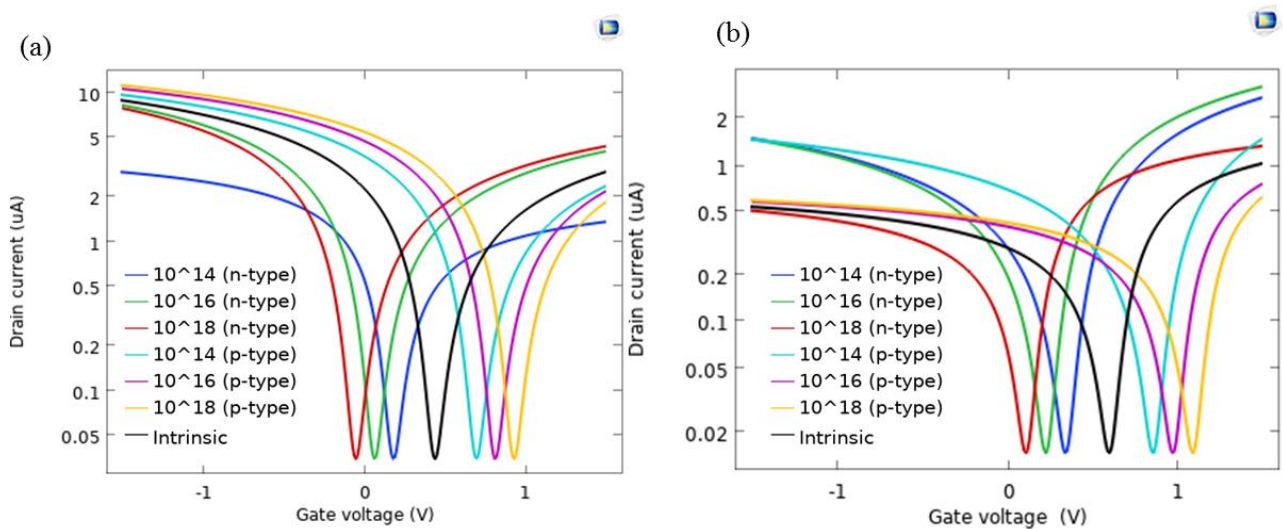 (a)
10
5
2
1
0.5
0.2
0.1
0.05
Drain current (uA)
10^14 (n-type)
10^16 (n-type)
10^18 (n-type)
10^14 (p-type)
10^16 (p-type)
10^18 (p-type)
Intrinsic
-1
0
1
Gate voltage (V)
(b)
2
1
0.5
0.2
0.1
0.05
0.02
Drain current (uA)
10^14 (n-type)
10^16 (n-type)
10^18 (n-type)
10^14 (p-type)
10^16 (p-type)
10^18 (p-type)
Intrinsic
-1
0
1
Gate voltage (V)